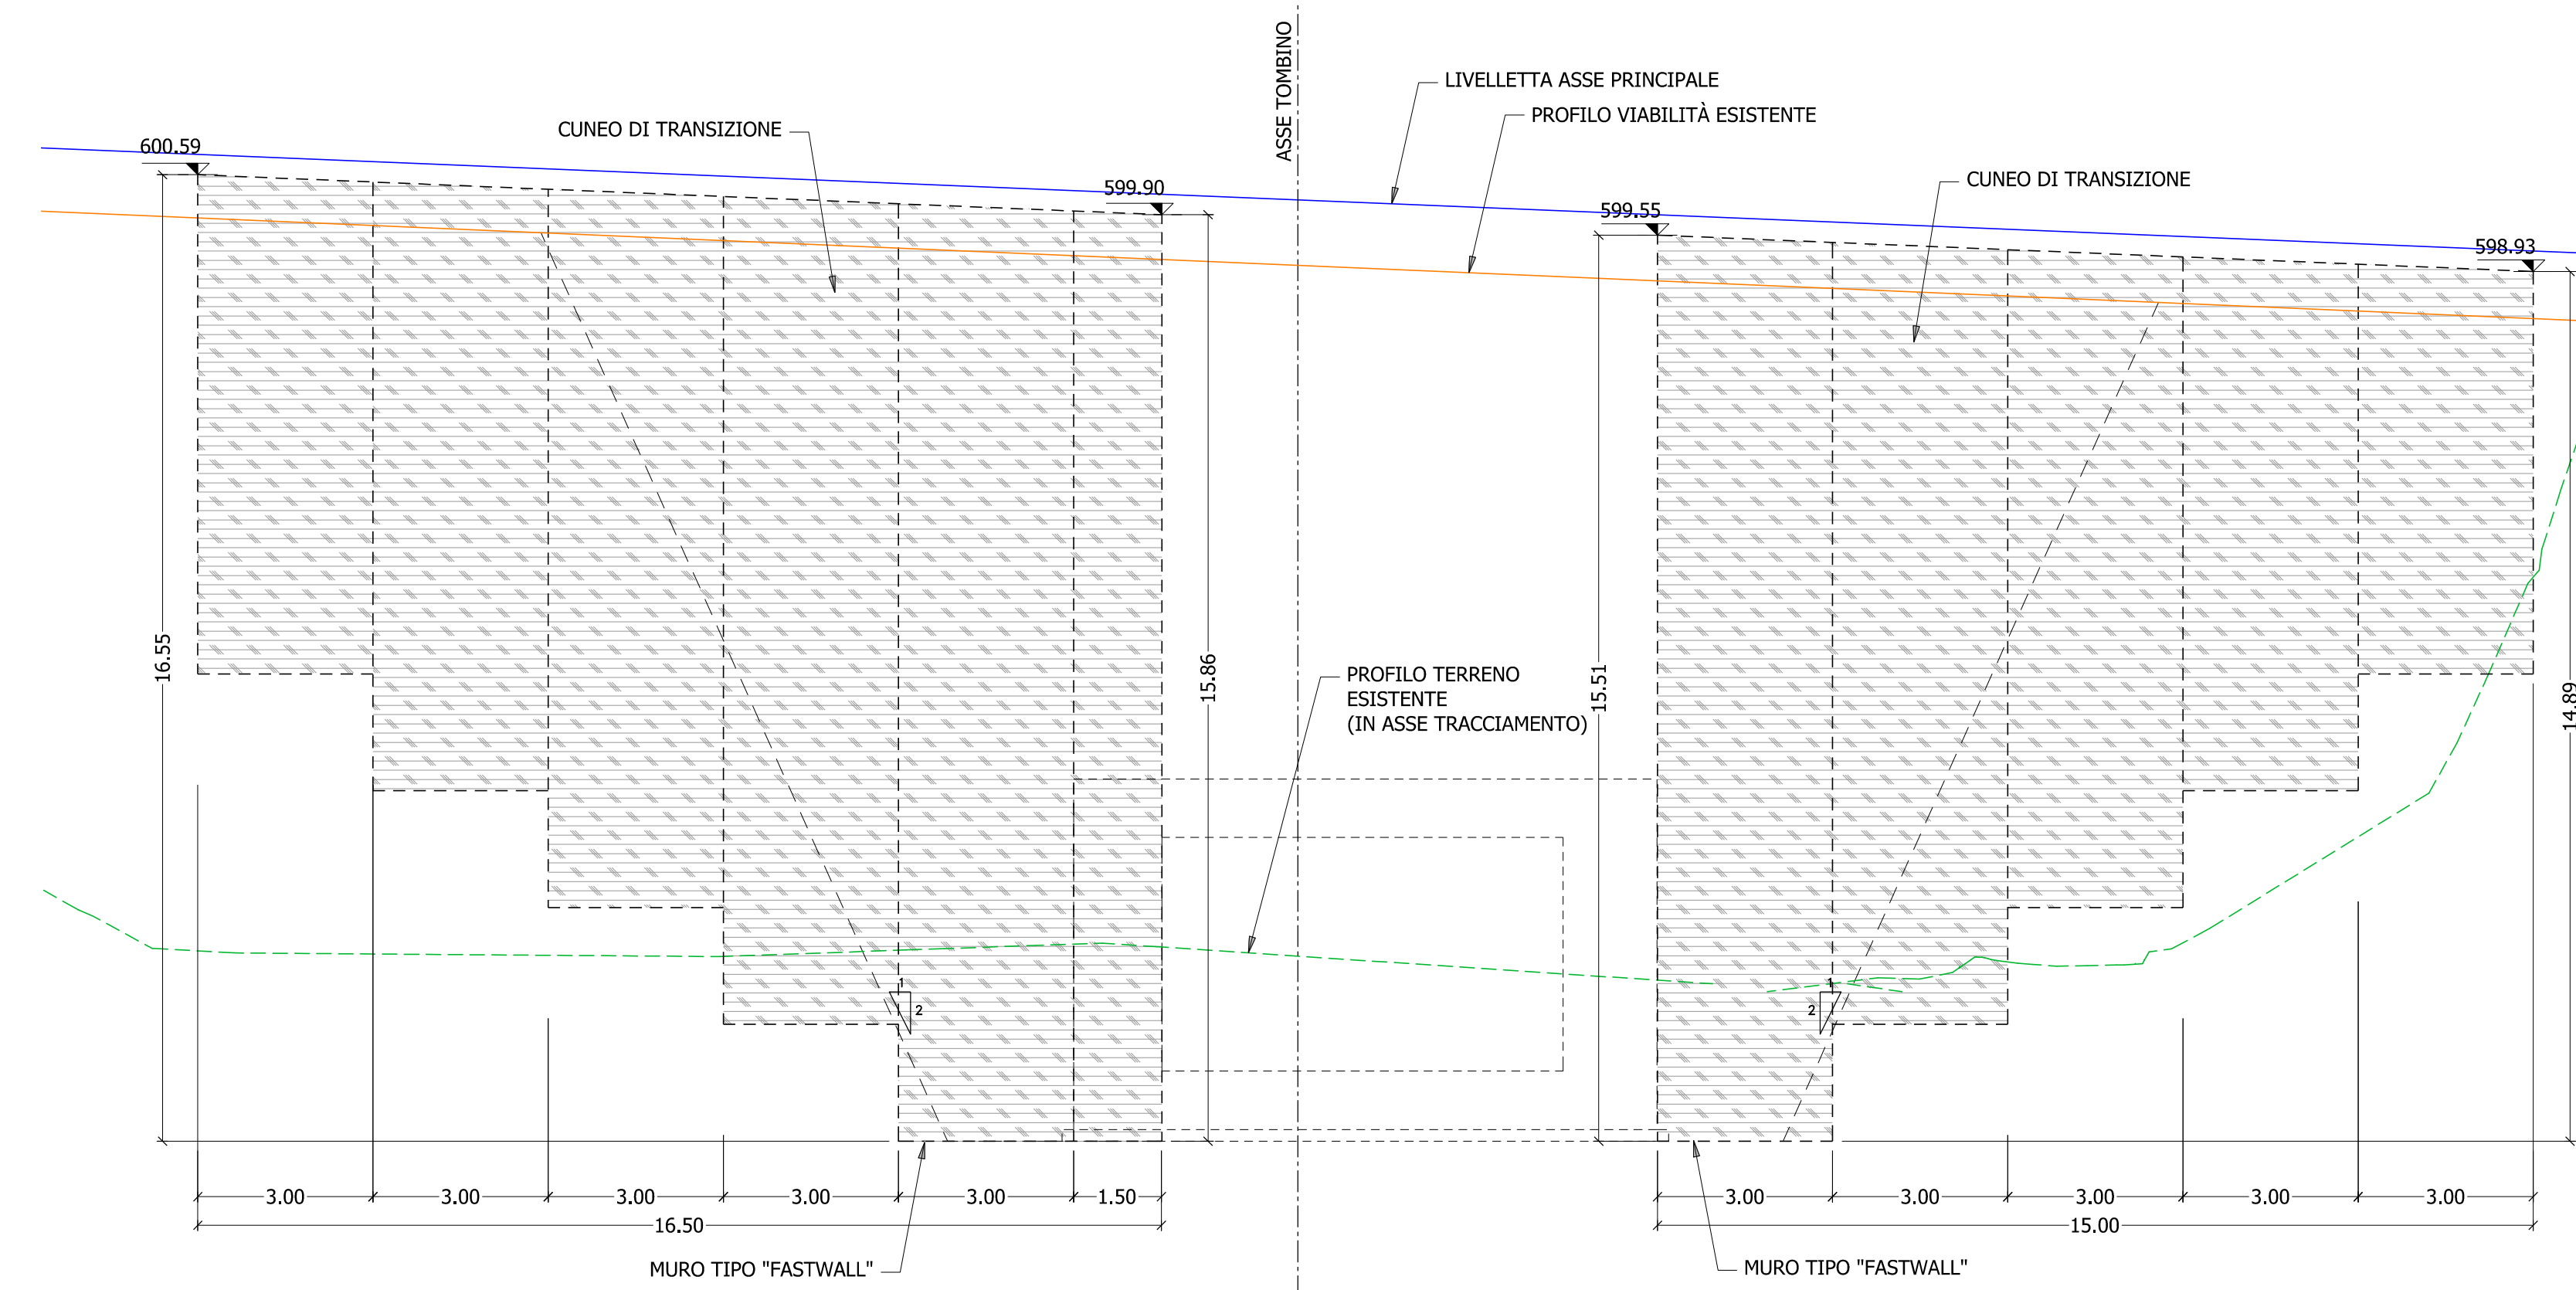 ASSE TOMBINO
LIVELLETTA ASSE PRINCIPALE
PROFILO VIABILITÀ ESISTENTE
CUNEO DI TRANSIZIONE
600.59
599.90
CUNEO DI TRANSIZIONE
599.55
598.93
16.55
15.86
PROFILO TERRENO
ESISTENTE
(IN ASSE TRACCIAMENTO)
15.51
14.89
1
2
1
2
3.00 3.00 3.00 3.00 3.00 1.50
16.50
3.00 3.00 3.00 3.00 3.00
15.00
MURO TIPO "FASTWALL"
MURO TIPO "FASTWALL"